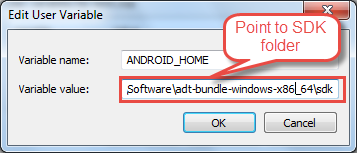 Edit User Variable
Point to SDK
folder
Variable name: ANDROID_HOME
Variable value: Software\adt-bundle-windows-x86_64\sdk
OK Cancel